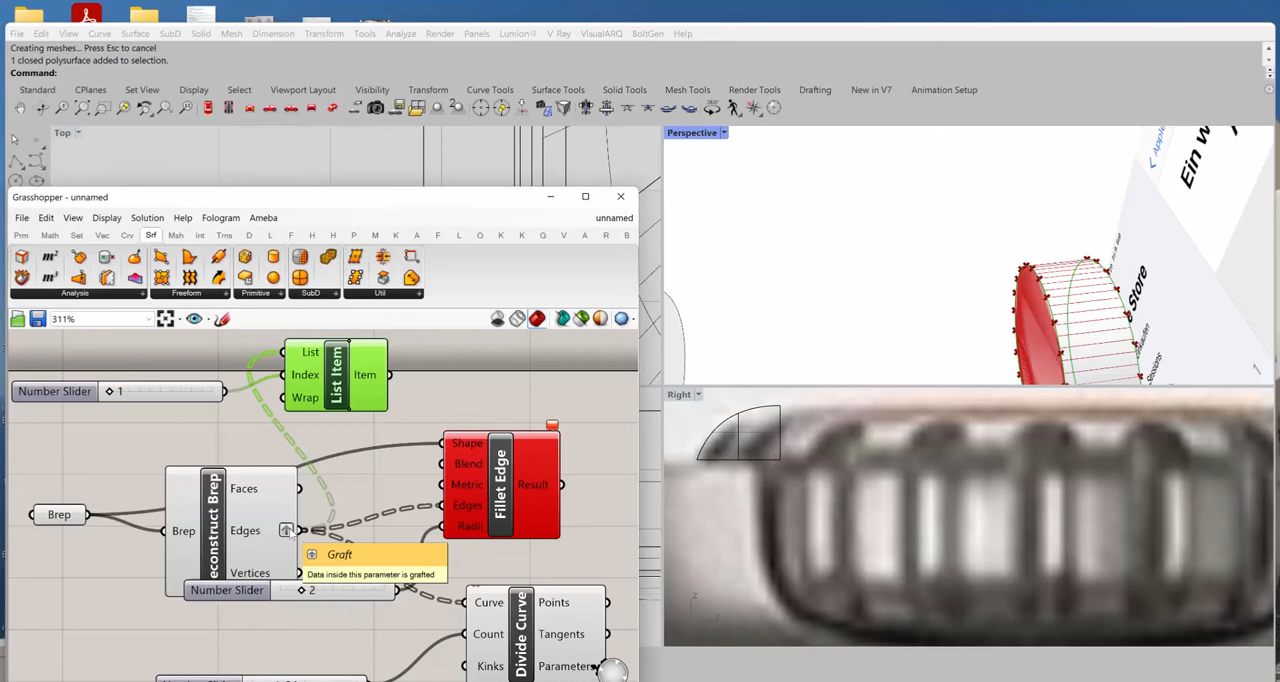 File Edit View Curve Surface SubD Solid Mesh Dimension Transform Tools Analyze Render Panels Lumion® V Ray VisualARQ BoltGen Help
Creating meshes... Press Esc to cancel
1 closed polysurface added to selection.
Command:
Standard CPlanes Set View Display Select Viewport Layout Visibility Transform Curve Tools Surface Tools Solid Tools Mesh Tools Render Tools Drafting New in V7 Animation Setup
Top
Perspective
Ein w
Store
Grasshopper - unnamed
File Edit View Display Solution Help Fologram Ameba unnamed
Prm Math Set Vec Crv Srf Msh Int Trns D L F H H P M K A F L O K K G V A R B
m²
m³
Analysis Freeform Primitive SubD Util
311%
List
Index Item
Wrap
List Item
Number Slider 1
Shape
Blend
Metric Result
Edges
Radii
Fillet Edge
Brep
Brep
econstruct Brep
Faces
Edges
Vertices
Graft
Data inside this parameter is grafted
Number Slider 2
Curve Points
Count Tangents
Kinks Parameter
Divide Curve
Right
z